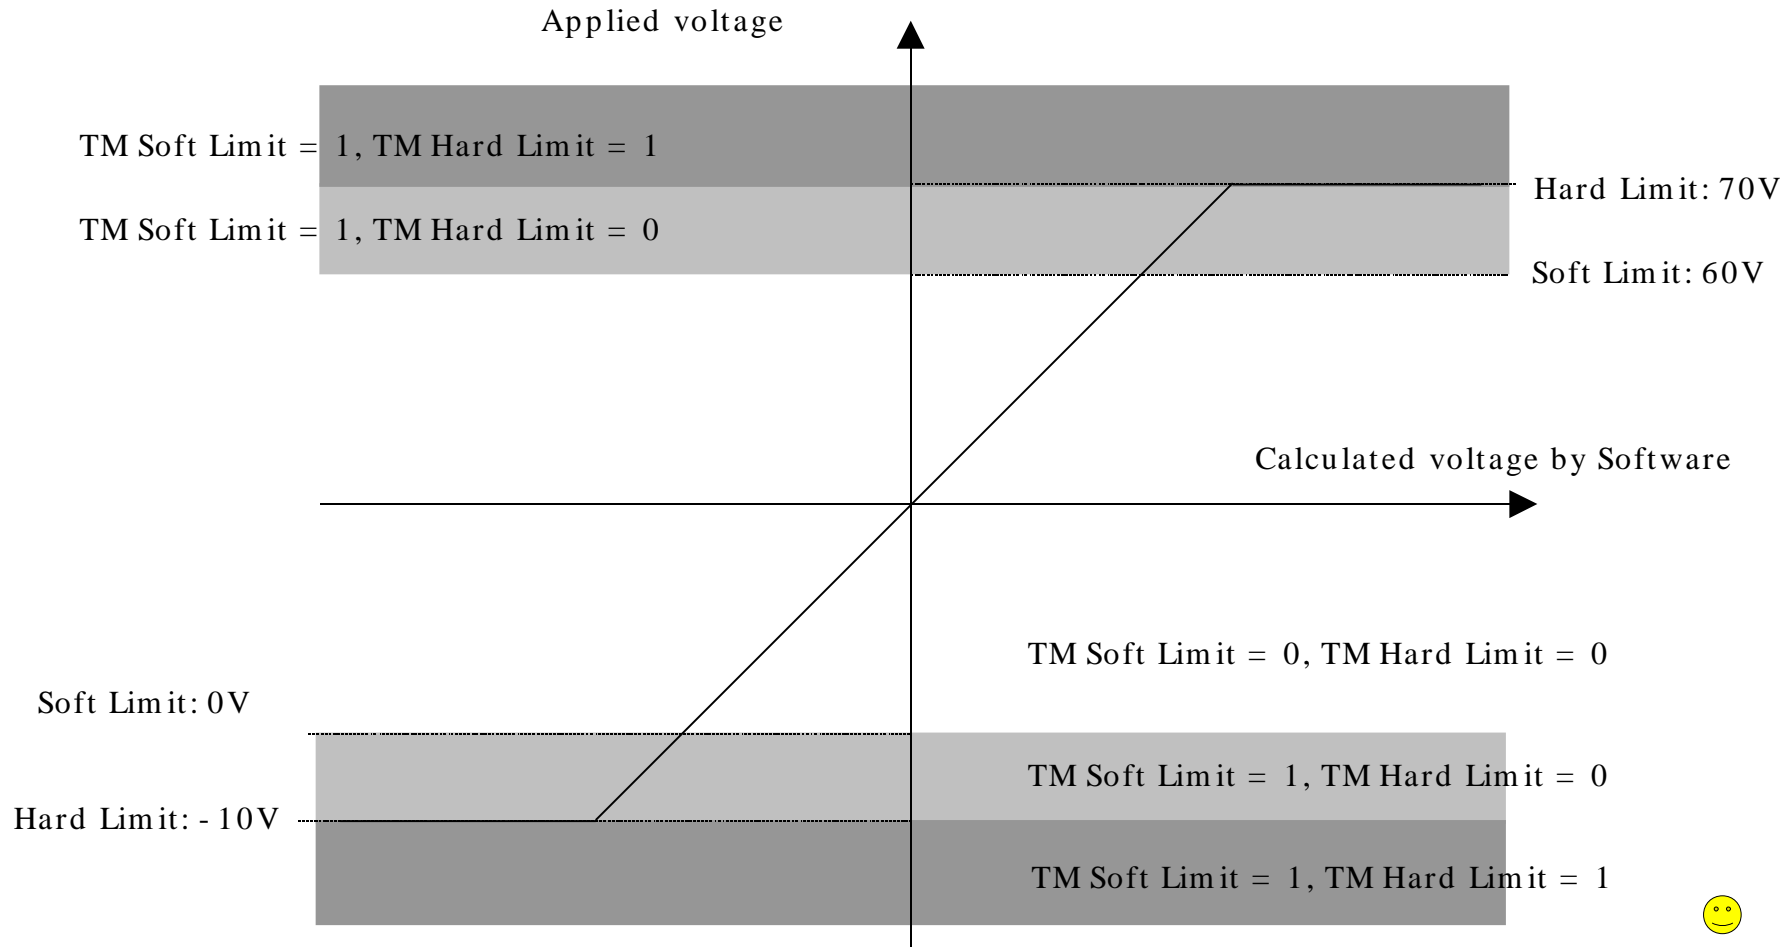 Applied voltage
TM Soft Limit = 1, TM Hard Limit = 1
Hard Limit: 70V
TM Soft Limit = 1, TM Hard Limit = 0
Soft Limit: 60V
Calculated voltage by Software
TM Soft Limit = 0, TM Hard Limit = 0
Soft Limit: 0V
TM Soft Limit = 1, TM Hard Limit = 0
Hard Limit: -10V
TM Soft Limit = 1, TM Hard Limit = 1